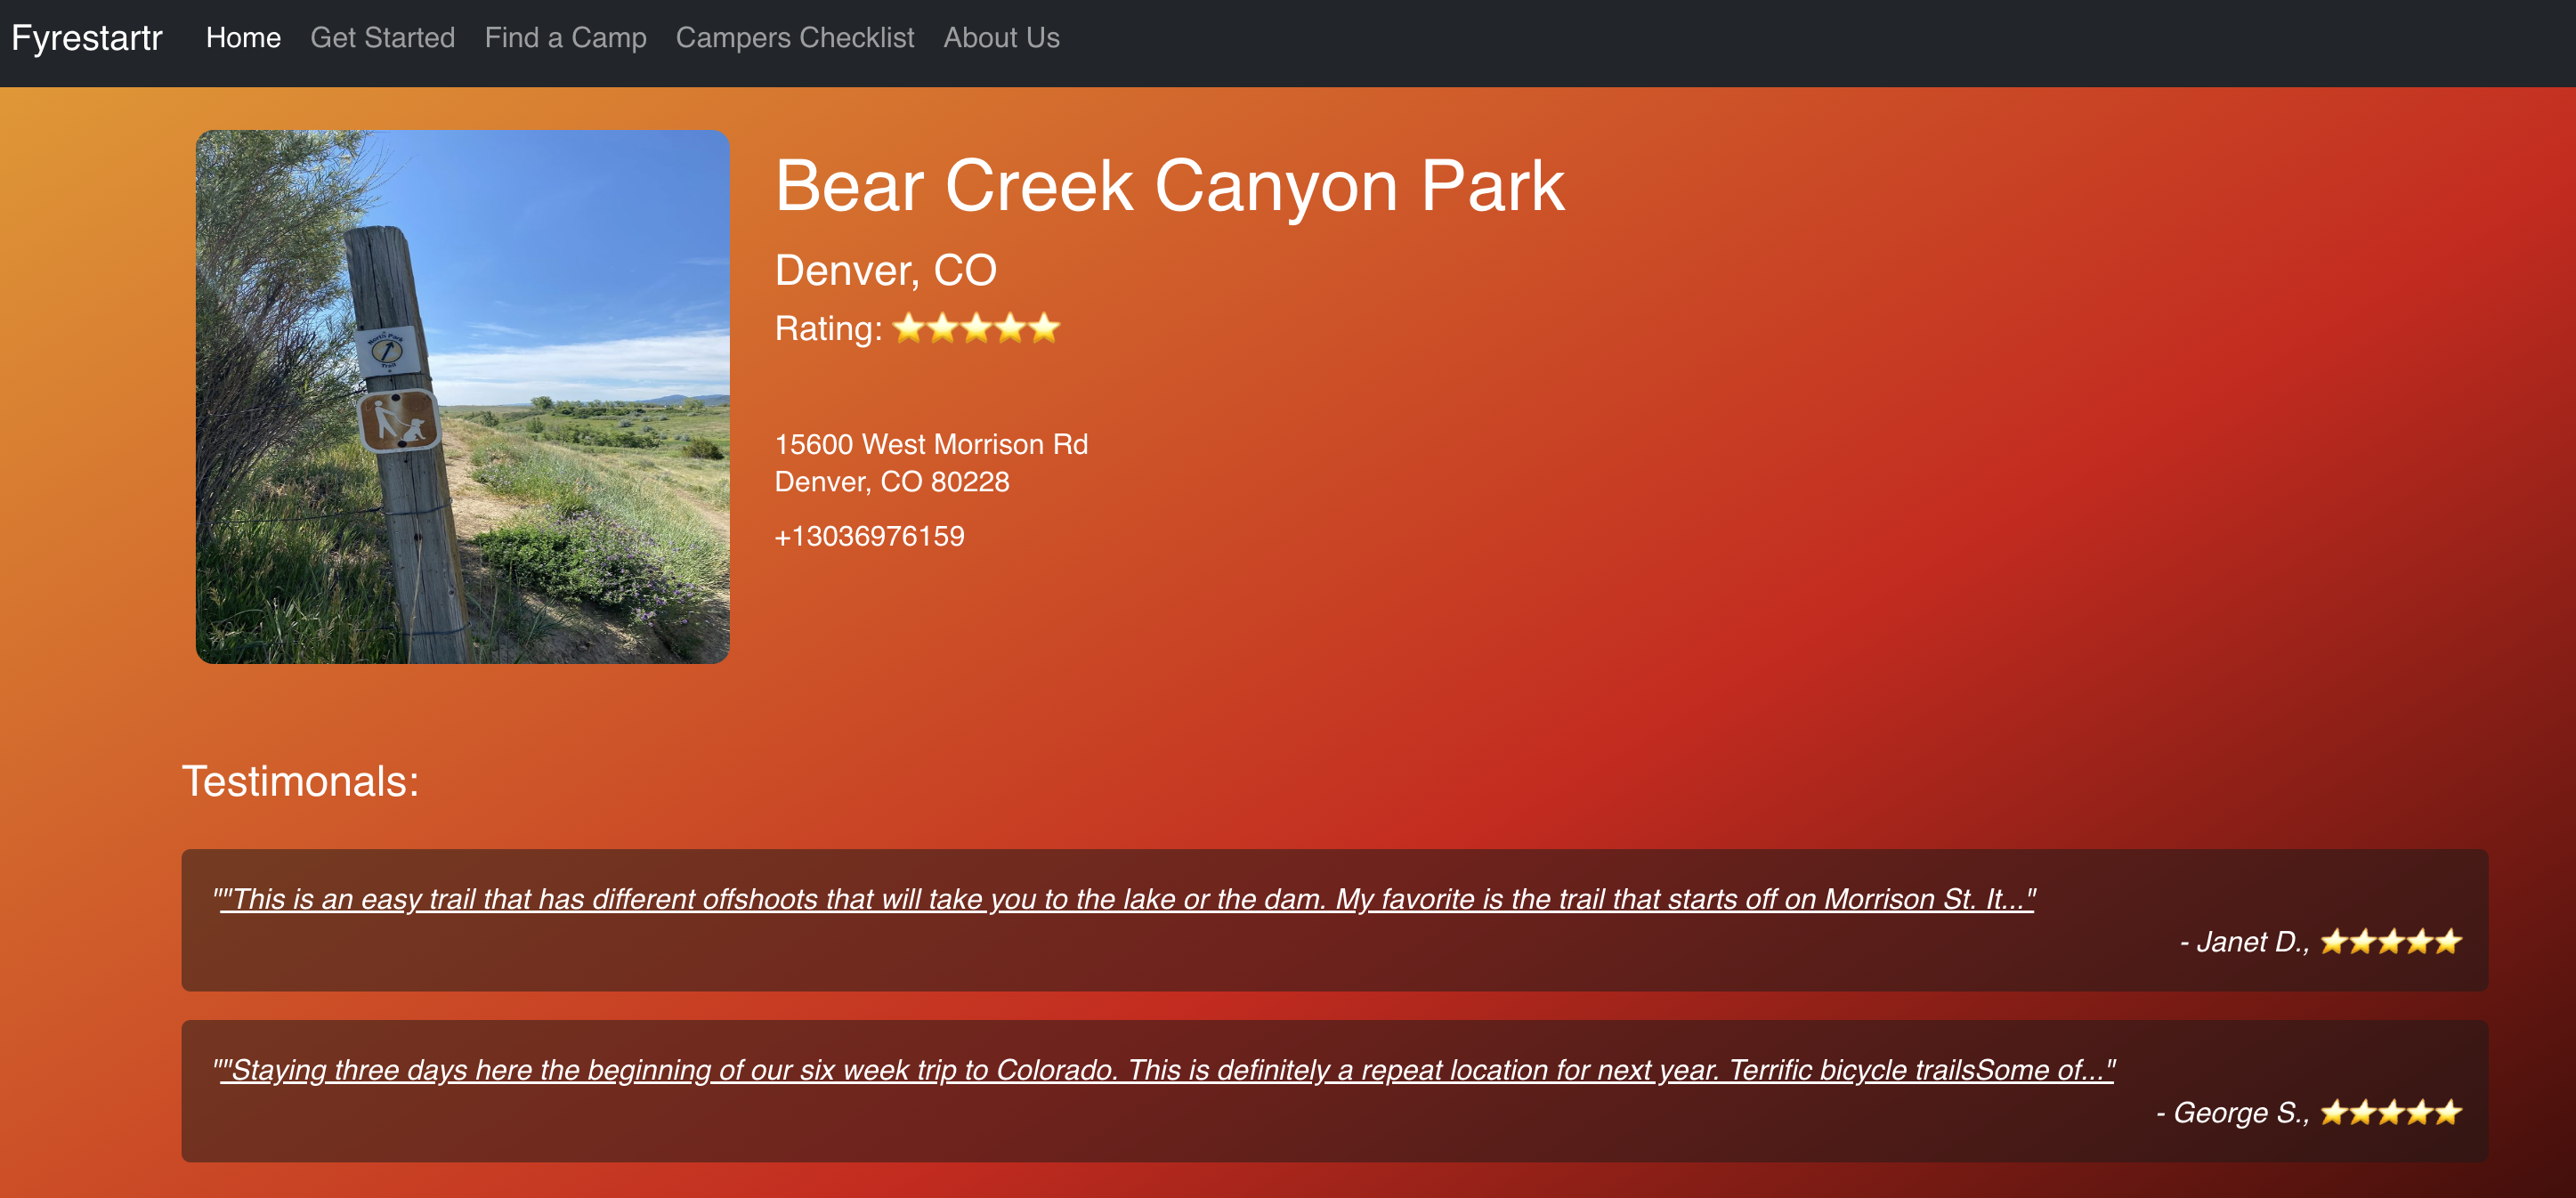 Fyrestartr Home Get Started Find a Camp Campers Checklist About Us
Bear Creek Canyon Park
Denver, CO
Rating: ⭐⭐⭐⭐⭐
North Park
Trail
15600 West Morrison Rd
Denver, CO 80228
+13036976159
Testimonals:
""This is an easy trail that has different offshoots that will take you to the lake or the dam. My favorite is the trail that starts off on Morrison St. It..."
- Janet D., ⭐⭐⭐⭐⭐
""Staying three days here the beginning of our six week trip to Colorado. This is definitely a repeat location for next year. Terrific bicycle trailsSome of..."
- George S., ⭐⭐⭐⭐⭐